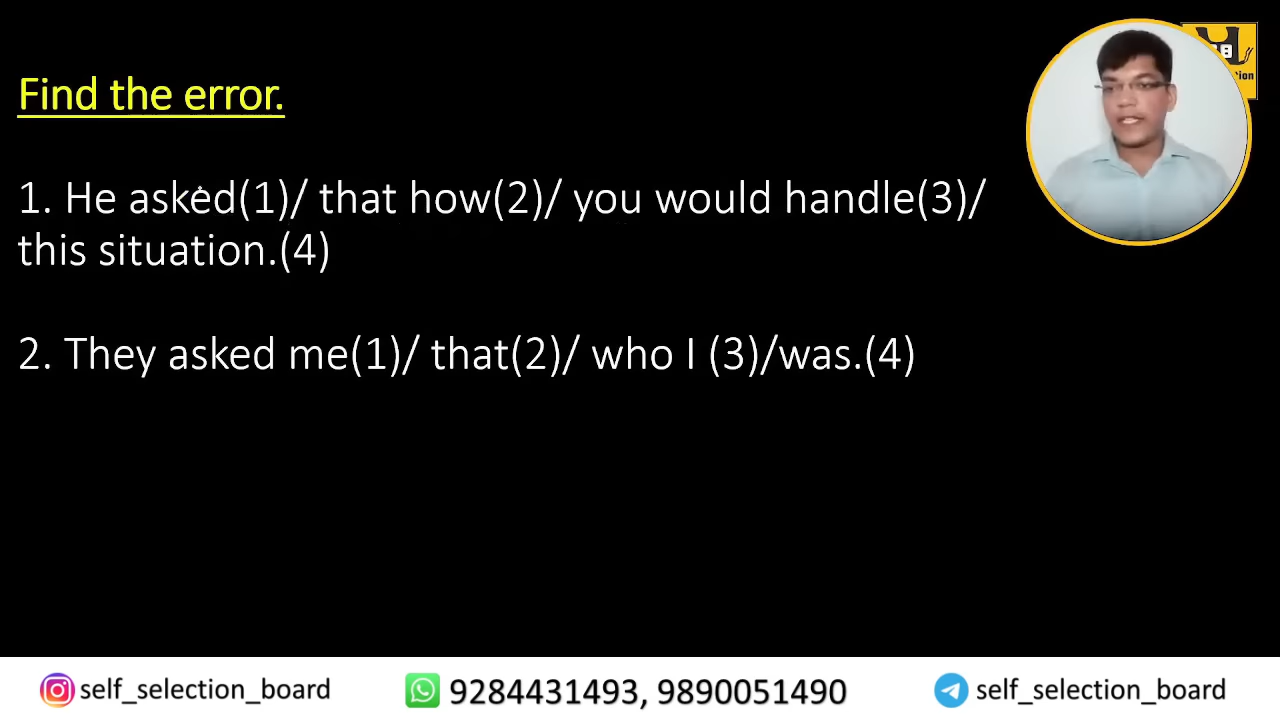 Find the error.
1. He asked(1)/ that how(2)/ you would handle(3)/
this situation.(4)
2. They asked me(1)/ that(2)/ who I (3)/was.(4)
self_selection_board
9284431493, 9890051490
self_selection_board